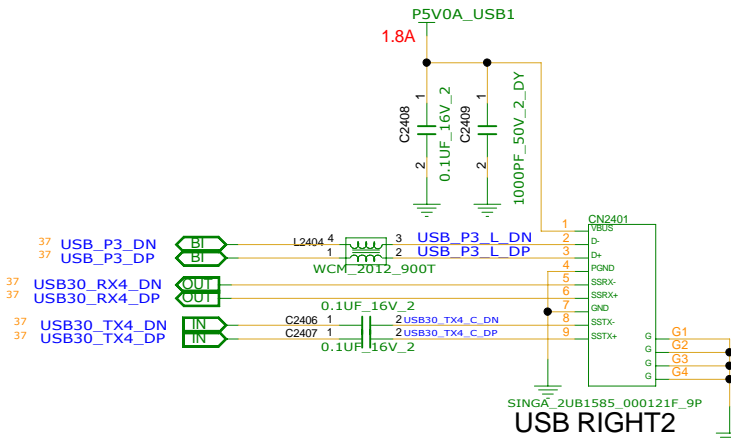 P5V0A_USB1
1.8A
C2408
1
2
0.1UF_16V_2
C2409
1
2
1000PF_50V_2_DY
37 USB_P3_DN BI L2404 4 3 USB_P3_L_DN
37 USB_P3_DP BI 1 2 USB_P3_L_DP
WCM_2012_900T
37 USB30_RX4_DN OUT
37 USB30_RX4_DP OUT
0.1UF_16V_2
37 USB30_TX4_DN IN C2406 1 2 USB30_TX4_C_DN
37 USB30_TX4_DP IN C2407 1 2 USB30_TX4_C_DP
0.1UF_16V_2
CN2401
1 VBUS
2 D-
3 D+
4 PGND
5 SSRX-
6 SSRX+
7 GND
8 SSTX-
9 SSTX+
G G1
G G2
G G3
G G4
SINGA_2UB1585_000121F_9P
USB RIGHT2